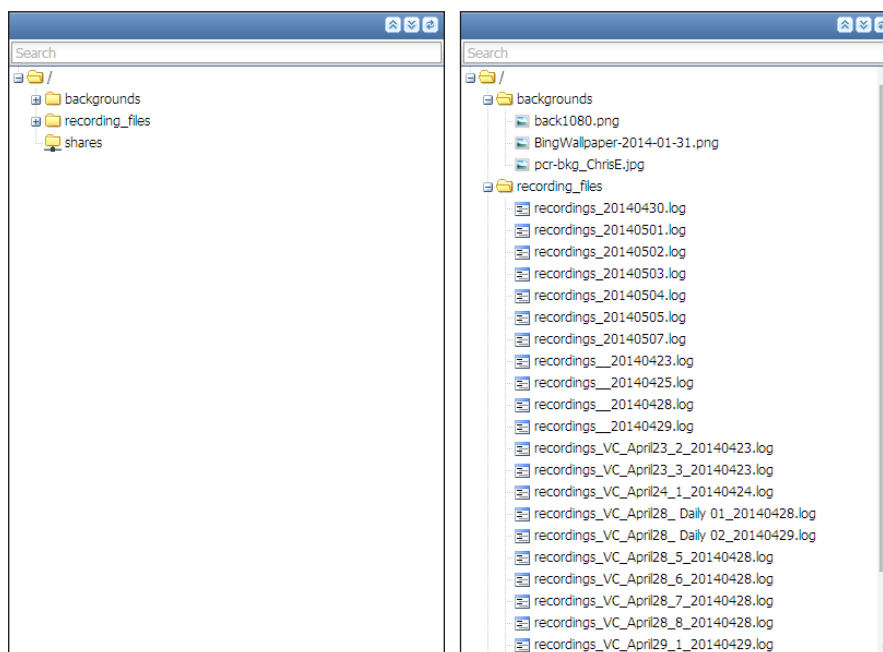 Search
/
backgrounds
recording_files
shares
Search
/
backgrounds
back1080.png
BingWallpaper-2014-01-31.png
pcr-bkg_ChrisE.jpg
recording_files
recordings_20140430.log
recordings_20140501.log
recordings_20140502.log
recordings_20140503.log
recordings_20140504.log
recordings_20140505.log
recordings_20140507.log
recordings__20140423.log
recordings__20140425.log
recordings__20140428.log
recordings__20140429.log
recordings_VC_April23_2_20140423.log
recordings_VC_April23_3_20140423.log
recordings_VC_April24_1_20140424.log
recordings_VC_April28_ Daily 01_20140428.log
recordings_VC_April28_ Daily 02_20140429.log
recordings_VC_April28_5_20140428.log
recordings_VC_April28_6_20140428.log
recordings_VC_April28_7_20140428.log
recordings_VC_April28_8_20140428.log
recordings_VC_April29_1_20140429.log